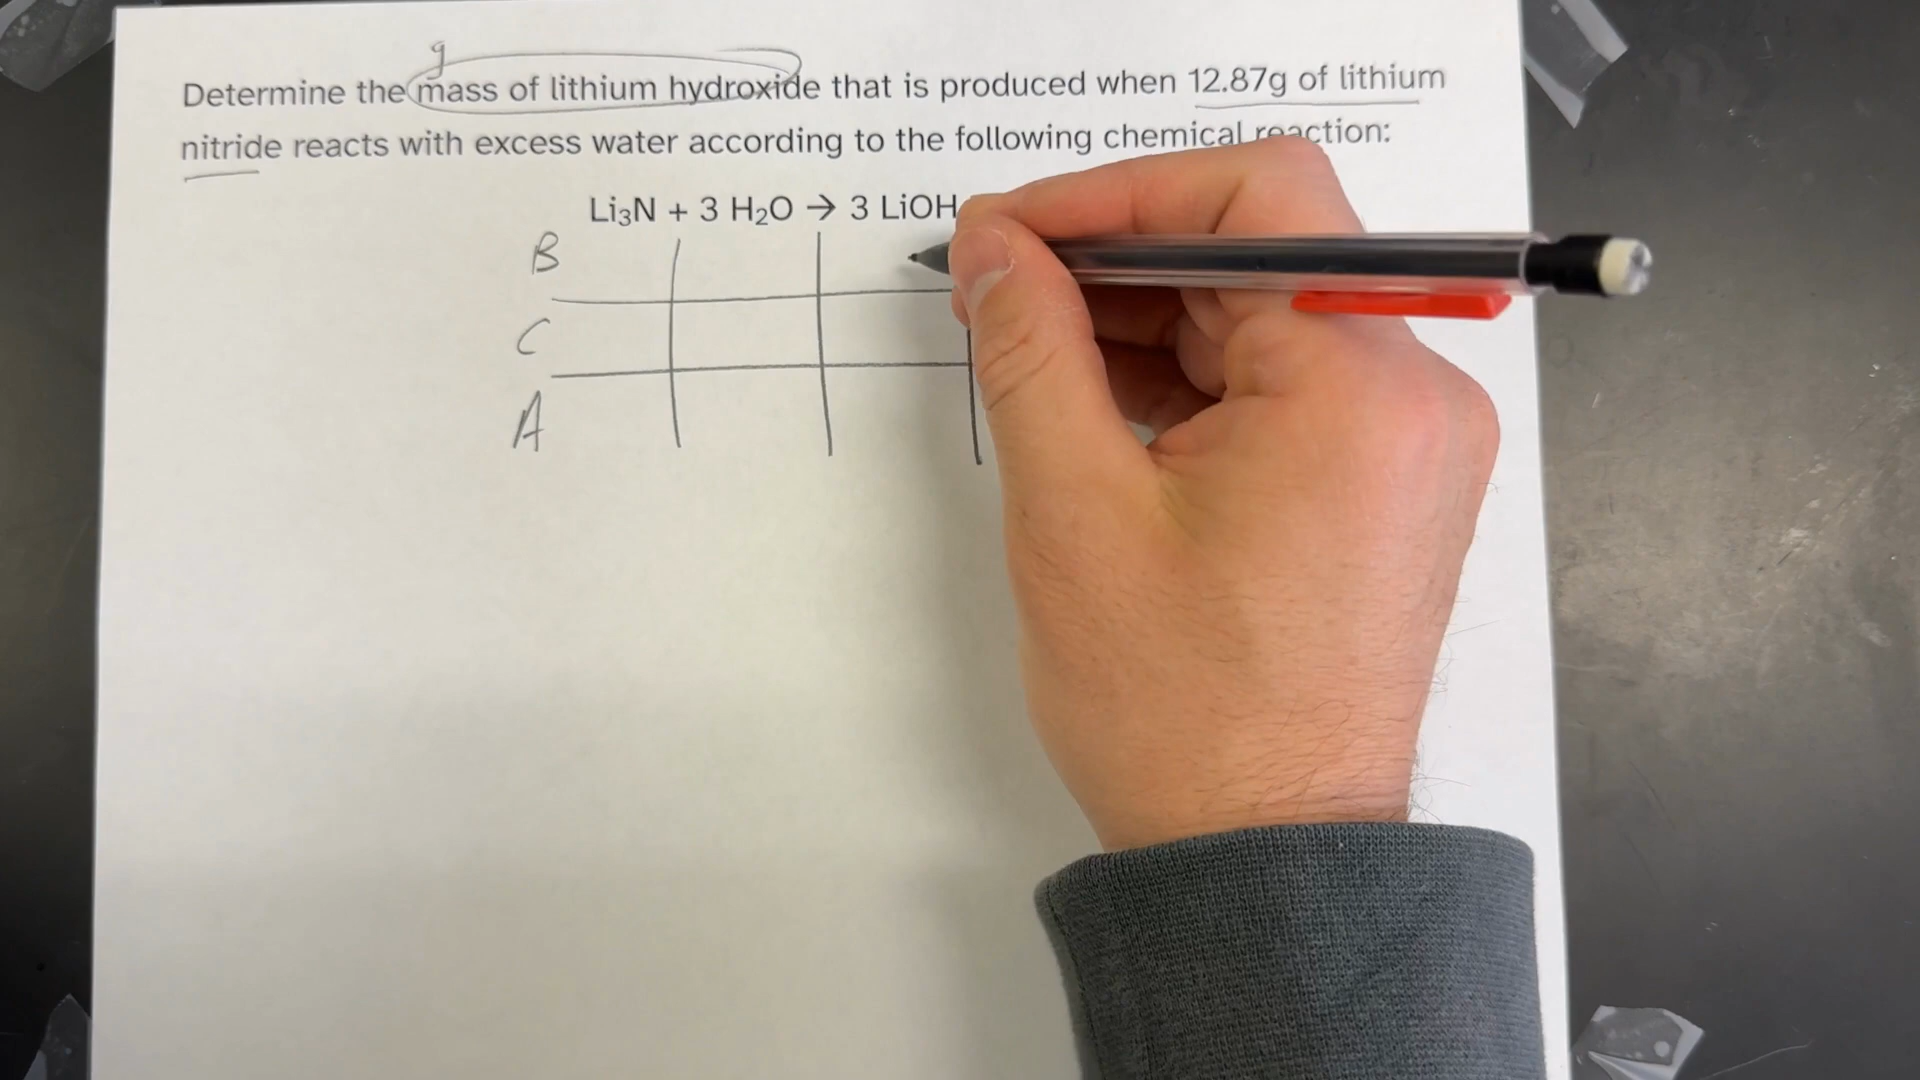 g
Determine the mass of lithium hydroxide that is produced when 12.87g of lithium
nitride reacts with excess water according to the following chemical reaction:
Li₃N + 3 H₂O → 3 LiOH
B
C
A